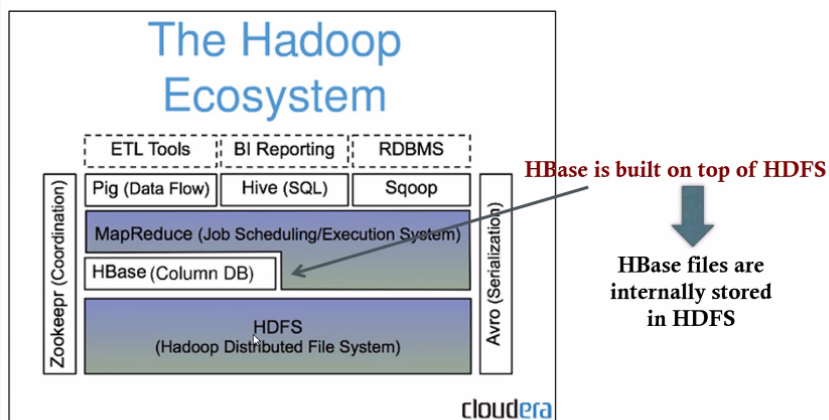 The Hadoop
Ecosystem
ETL Tools
BI Reporting
RDBMS
Pig (Data Flow)
Hive (SQL)
Sqoop
Zookeepr (Coordination)
MapReduce (Job Scheduling/Execution System)
HBase (Column DB)
HDFS
(Hadoop Distributed File System)
Avro (Serialization)
cloudera
HBase is built on top of HDFS
HBase files are
internally stored
in HDFS